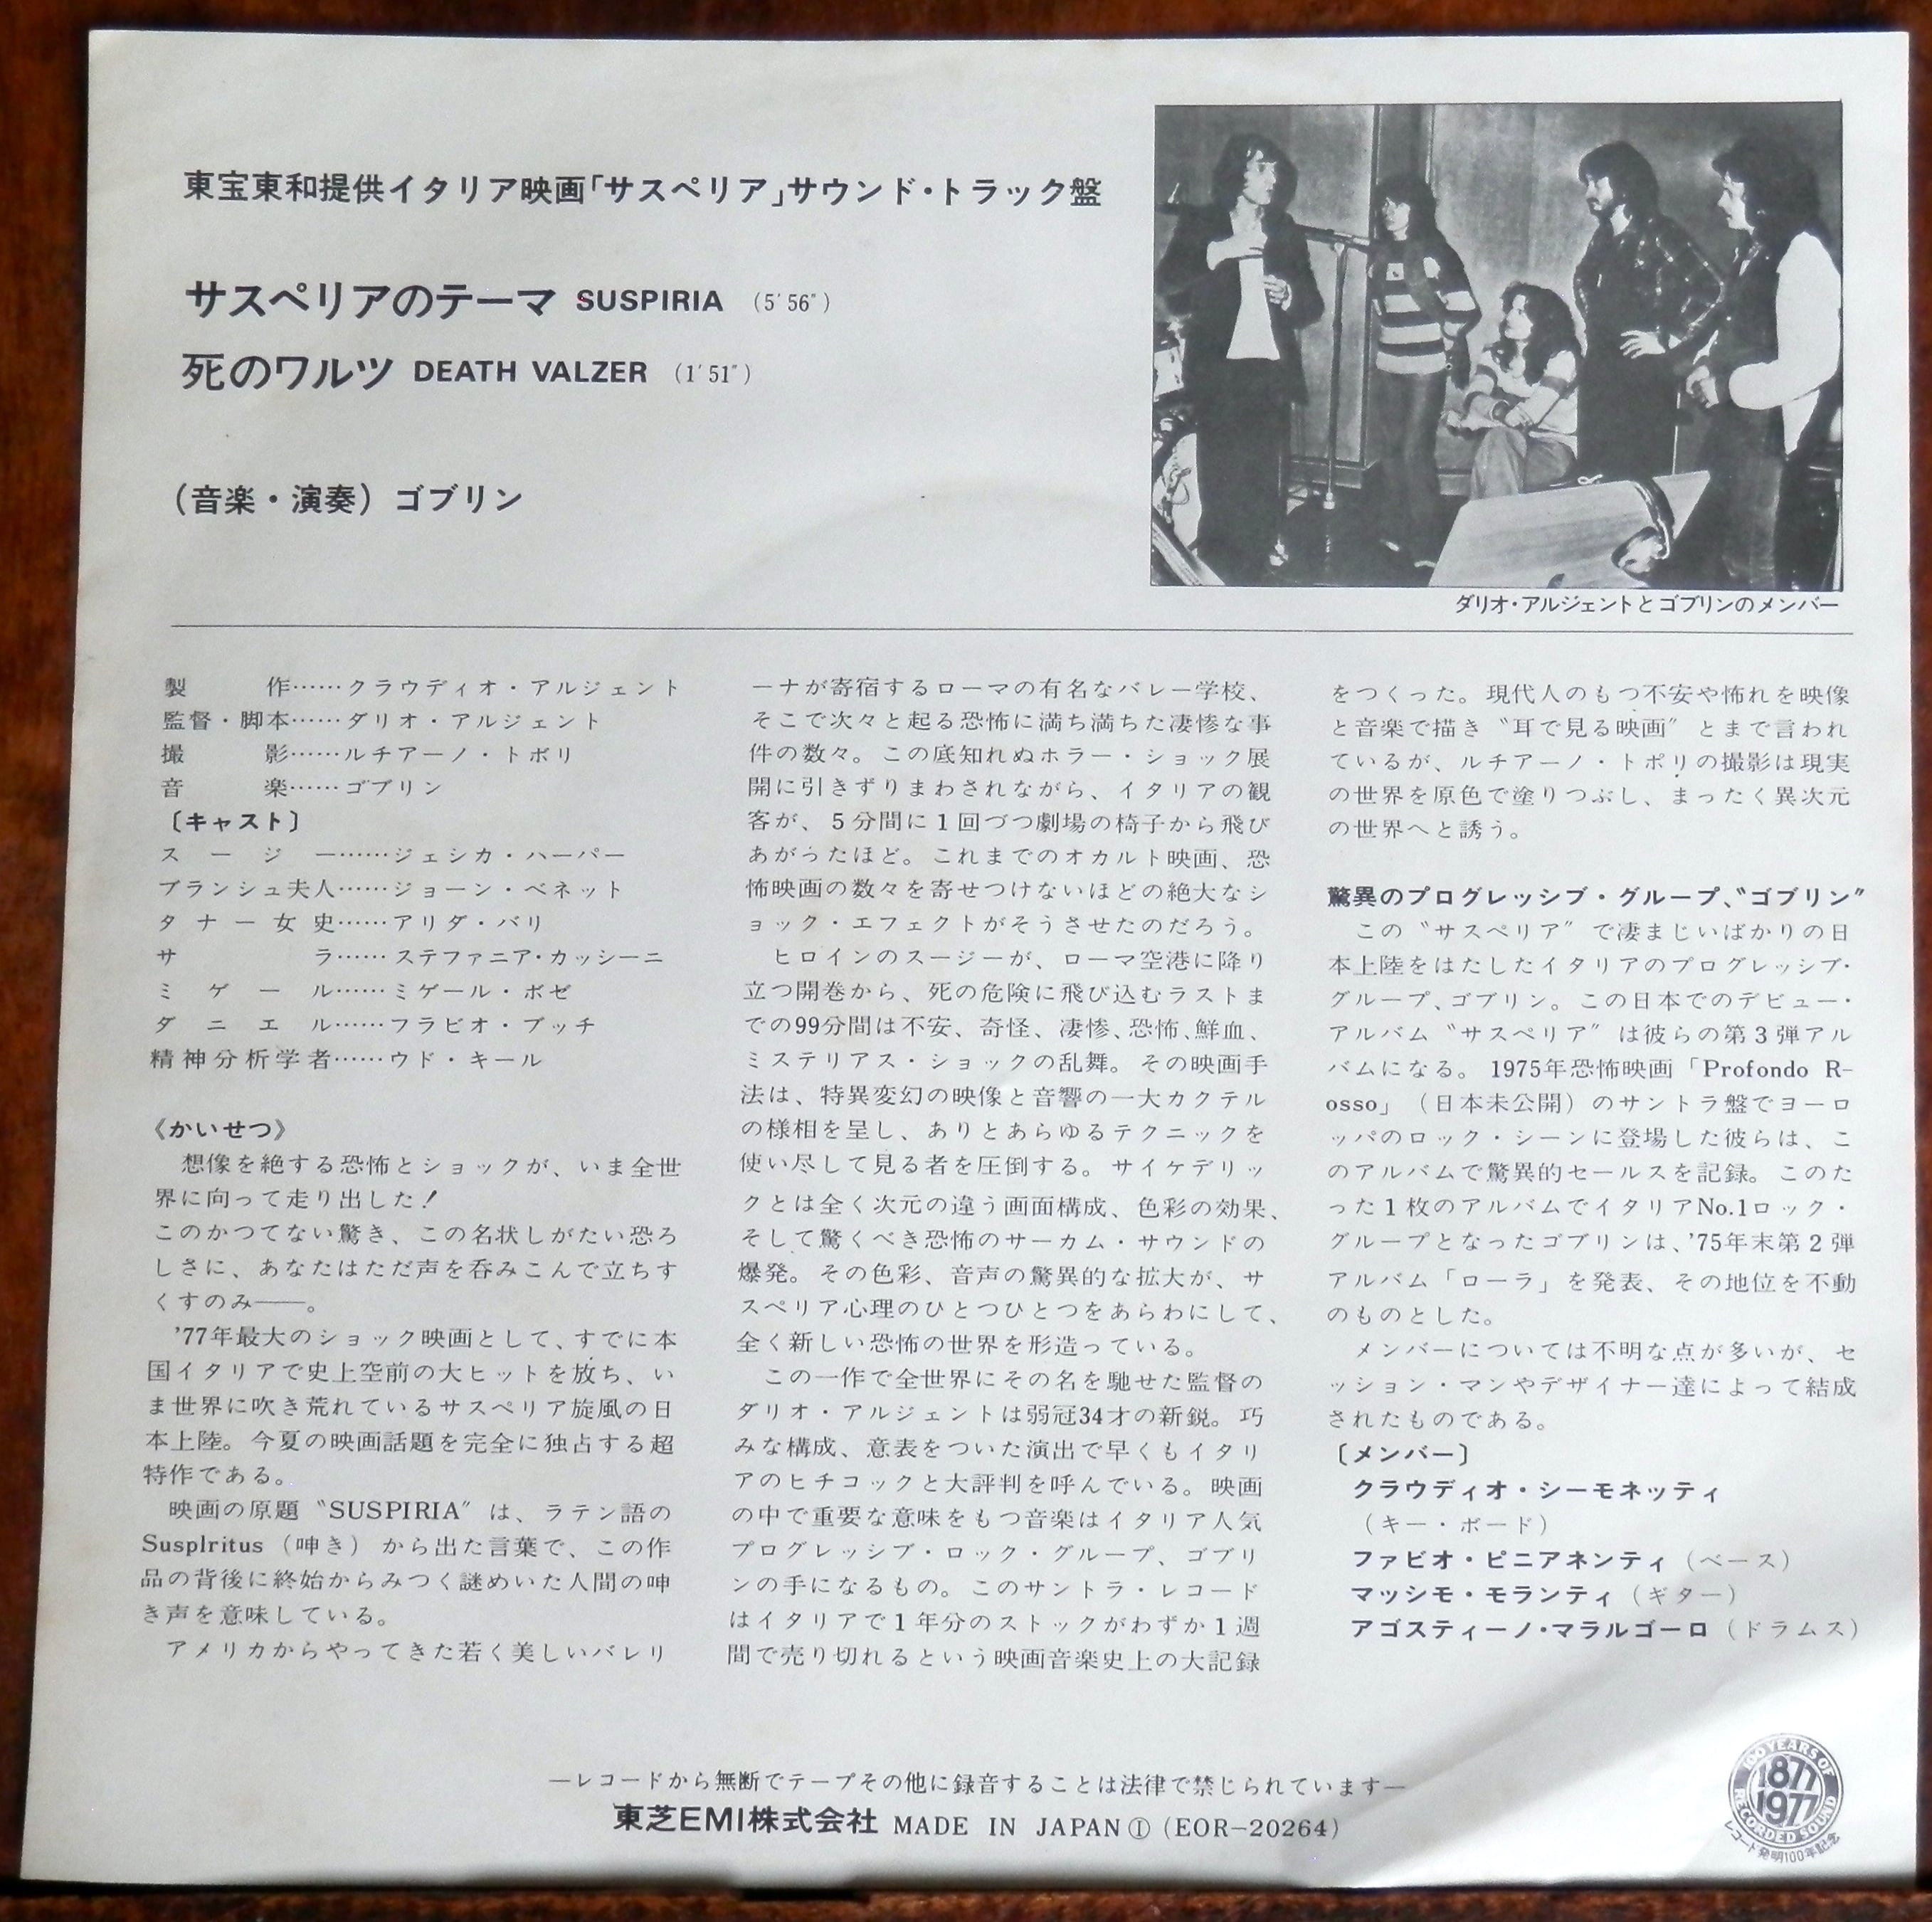 東宝東和提供イタリア映画「サスペリア」サウンド・トラック盤
サスペリアのテーマ SUSPIRIA (5′56″)
死のワルツ DEATH VALZER (1′51″)
(音楽・演奏) ゴブリン
ダリオ・アルジェントとゴブリンのメンバー
製作……クラウディオ・アルジェント
監督・脚本……ダリオ・アルジェント
撮影……ルチアーノ・トボリ
音楽……ゴブリン
〔キャスト〕
スージー……ジェシカ・ハーパー
ブランシュ夫人……ジョーン・ベネット
タナー女史……アリダ・バリ
サラ……ステファニア・カッシーニ
ミゲール……ミゲール・ボゼ
ダニエル……フラビオ・ブッチ
精神分析学者……ウド・キール
《かいせつ》
想像を絶する恐怖とショックが、いま全世
界に向って走り出した!
このかつてない驚き、この名状しがたい恐ろ
しさに、あなたはただ声を呑みこんで立ちす
くすのみ――。
'77年最大のショック映画として、すでに本
国イタリアで史上空前の大ヒットを放ち、い
ま世界に吹き荒れているサスペリア旋風の日
本上陸。今夏の映画話題を完全に独占する超
特作である。
映画の原題〝SUSPIRIA〟は、ラテン語の
SuspIritus(呻き)から出た言葉で、この作
品の背後に終始からみつく謎めいた人間の呻
き声を意味している。
アメリカからやってきた若く美しいバレリ
ーナが寄宿するローマの有名なバレー学校、
そこで次々と起る恐怖に満ち満ちた凄惨な事
件の数々。この底知れぬホラー・ショック展
開に引きずりまわされながら、イタリアの観
客が、5分間に1回づつ劇場の椅子から飛び
あがったほど。これまでのオカルト映画、恐
怖映画の数々を寄せつけないほどの絶大なシ
ョック・エフェクトがそうさせたのだろう。
ヒロインのスージーが、ローマ空港に降り
立つ開巻から、死の危険に飛び込むラストま
での99分間は不安、奇怪、凄惨、恐怖、鮮血、
ミステリアス・ショックの乱舞。その映画手
法は、特異変幻の映像と音響の一大カクテル
の様相を呈し、ありとあらゆるテクニックを
使い尽して見る者を圧倒する。サイケデリッ
クとは全く次元の違う画面構成、色彩の効果、
そして驚くべき恐怖のサーカム・サウンドの
爆発。その色彩、音声の驚異的な拡大が、サ
スペリア心理のひとつひとつをあらわにして、
全く新しい恐怖の世界を形造っている。
この一作で全世界にその名を馳せた監督の
ダリオ・アルジェントは弱冠34才の新鋭。巧
みな構成、意表をついた演出で早くもイタリ
アのヒチコックと大評判を呼んでいる。映画
の中で重要な意味をもつ音楽はイタリア人気
プログレッシブ・ロック・グループ、ゴブリ
ンの手になるもの。このサントラ・レコード
はイタリアで1年分のストックがわずか1週
間で売り切れるという映画音楽史上の大記録
をつくった。現代人のもつ不安や怖れを映像
と音楽で描き〝耳で見る映画〟とまで言われ
ているが、ルチアーノ・トボリの撮影は現実
の世界を原色で塗りつぶし、まったく異次元
の世界へと誘う。
驚異のプログレッシブ・グループ、〝ゴブリン〟
この〝サスペリア〟で凄まじいばかりの日
本上陸をはたしたイタリアのプログレッシブ・
グループ、ゴブリン。この日本でのデビュー・
アルバム〝サスペリア〟は彼らの第3弾アル
バムになる。1975年恐怖映画「Profondo R-
osso」(日本未公開)のサントラ盤でヨーロ
ッパのロック・シーンに登場した彼らは、こ
のアルバムで驚異的セールスを記録。このた
った1枚のアルバムでイタリアNo.1ロック・
グループとなったゴブリンは、'75年末第2弾
アルバム「ローラ」を発表、その地位を不動
のものとした。
メンバーについては不明な点が多いが、セ
ッション・マンやデザイナー達によって結成
されたものである。
〔メンバー〕
クラウディオ・シーモネッティ
(キー・ボード)
ファビオ・ピニアネンティ(ベース)
マッシモ・モランティ(ギター)
アゴスティーノ・マラルゴーロ(ドラムス)
―レコードから無断でテープその他に録音することは法律で禁じられています―
東芝EMI株式会社 MADE IN JAPAN Ⓘ (EOR-20264)
100 YEARS OF
1877
1977
RECORDED SOUND
レコード発明100年記念